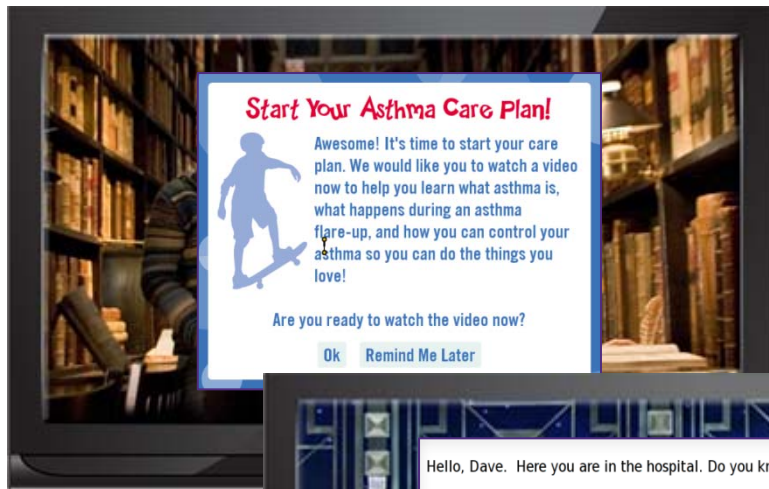 Start Your Asthma Care Plan!
Awesome! It's time to start your care
plan. We would like you to watch a video
now to help you learn what asthma is,
what happens during an asthma
flare-up, and how you can control your
asthma so you can do the things you
love!
Are you ready to watch the video now?
Ok Remind Me Later
Hello, Dave. Here you are in the hospital. Do you